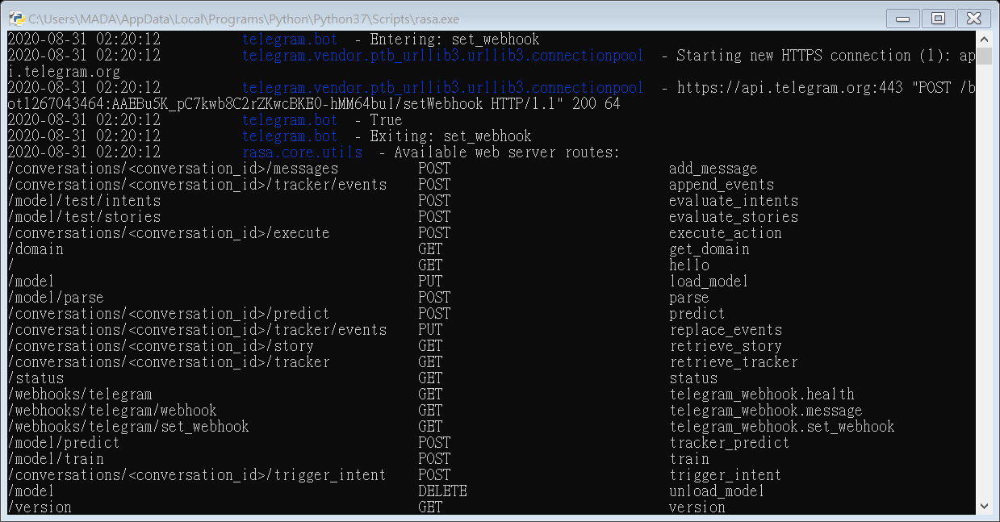 C:\Users\MADA\AppData\Local\Programs\Python\Python37\Scripts\rasa.exe
2020-08-31 02:20:12 telegram.bot - Entering: set_webhook
2020-08-31 02:20:12 telegram.vendor.ptb_urllib3.urllib3.connectionpool - Starting new HTTPS connection (1): ap
i.telegram.org
2020-08-31 02:20:12 telegram.vendor.ptb_urllib3.urllib3.connectionpool - https://api.telegram.org:443 "POST /b
ot1267043464:AAEBu5K_pC7kwb8C2rZKwcBKE0-hMM64buI/setWebhook HTTP/1.1" 200 64
2020-08-31 02:20:12 telegram.bot - True
2020-08-31 02:20:12 telegram.bot - Exiting: set_webhook
2020-08-31 02:20:12 rasa.core.utils - Available web server routes:
/conversations/<conversation_id>/messages POST add_message
/conversations/<conversation_id>/tracker/events POST append_events
/model/test/intents POST evaluate_intents
/model/test/stories POST evaluate_stories
/conversations/<conversation_id>/execute POST execute_action
/domain GET get_domain
/ GET hello
/model PUT load_model
/model/parse POST parse
/conversations/<conversation_id>/predict POST predict
/conversations/<conversation_id>/tracker/events PUT replace_events
/conversations/<conversation_id>/story GET retrieve_story
/conversations/<conversation_id>/tracker GET retrieve_tracker
/status GET status
/webhooks/telegram GET telegram_webhook.health
/webhooks/telegram/webhook GET telegram_webhook.message
/webhooks/telegram/set_webhook GET telegram_webhook.set_webhook
/model/predict POST tracker_predict
/model/train POST train
/conversations/<conversation_id>/trigger_intent POST trigger_intent
/model DELETE unload_model
/version GET version